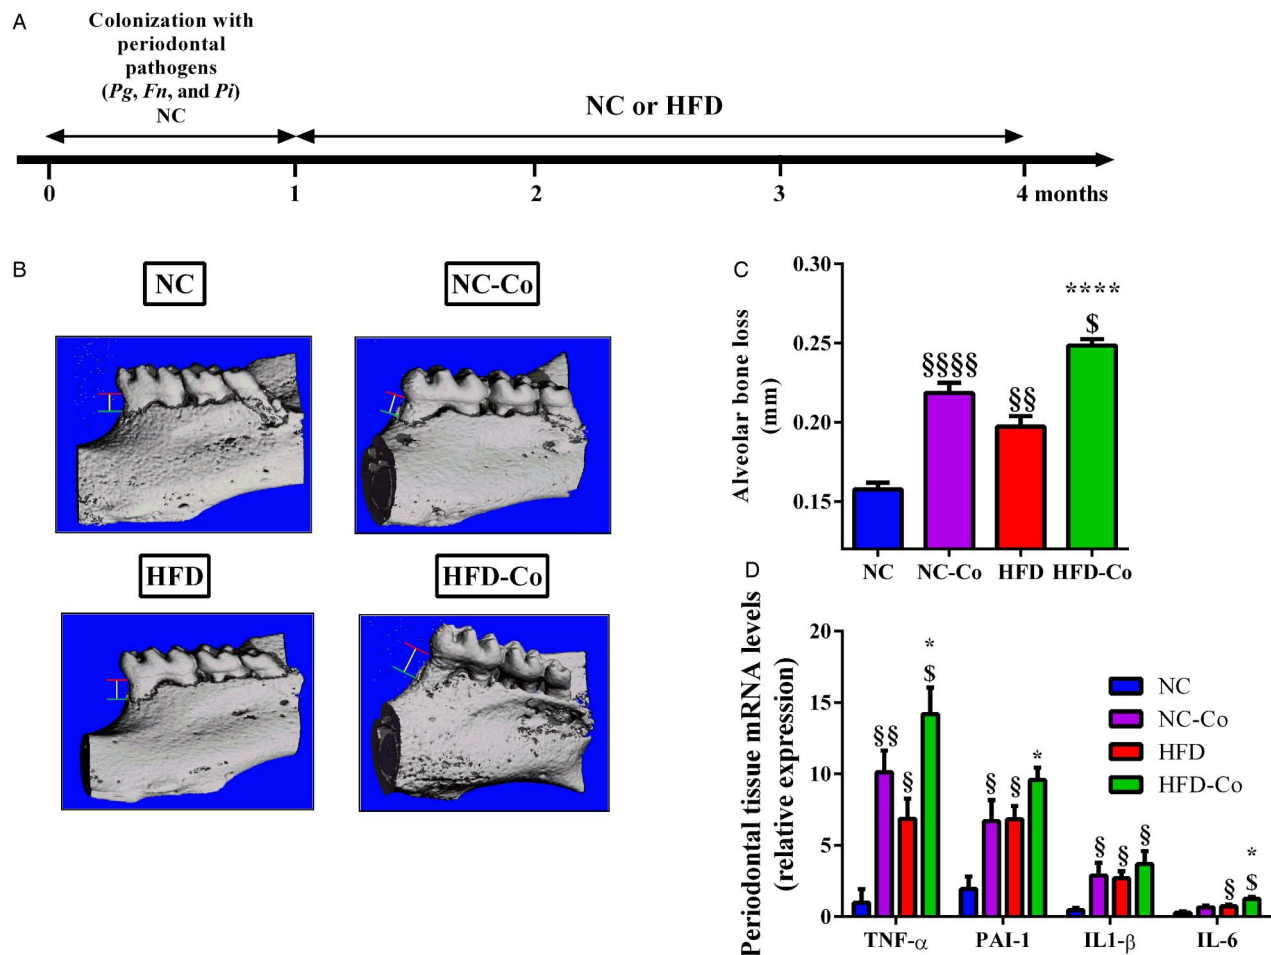 A
Colonization with
periodontal
pathogens
(Pg, Fn, and Pi)
NC
NC or HFD
0
1
2
3
4 months
B
NC
NC-Co
HFD
HFD-Co
C
Alveolar bone loss
(mm)
0.30
0.25
0.20
0.15
§§§§
§§
****
$
NC
NC-Co
HFD
HFD-Co
D
Periodontal tissue mRNA levels
(relative expression)
20
15
10
5
0
§§
§
*
$
§
§
*
§
§
§
§
*
$
NC
NC-Co
HFD
HFD-Co
TNF-α
PAI-1
IL1-β
IL-6